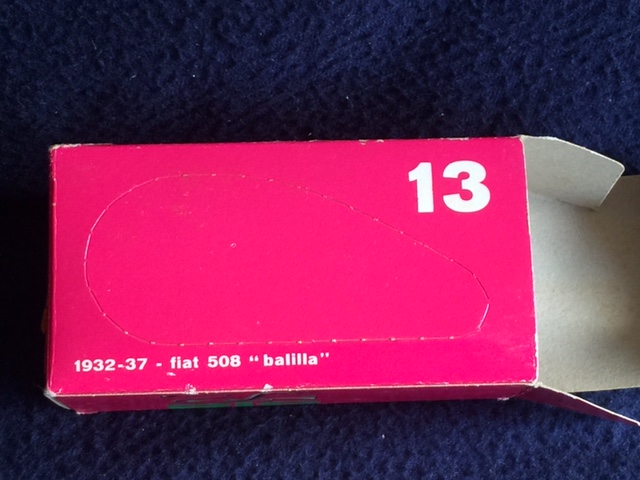 13
1932-37 - fiat 508 “balilla”